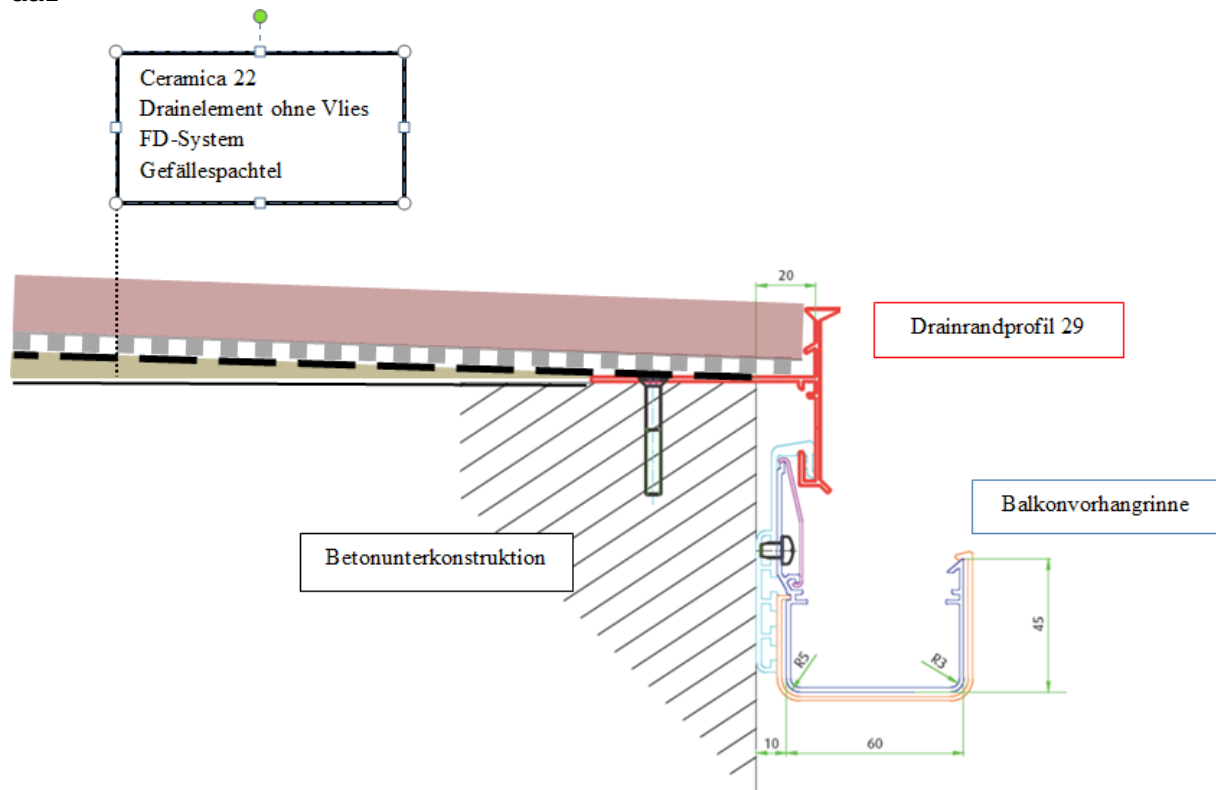 Ceramica 22
Drainelement ohne Vlies
FD-System
Gefällespachtel
20
Drainrandprofil 29
Balkonvorhangrinne
Betonunterkonstruktion
45
R5
R3
10
60